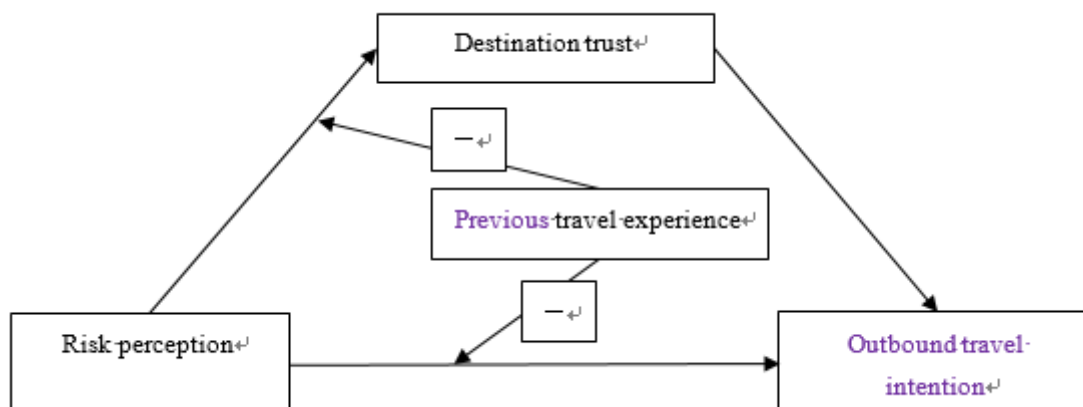 Destination trust
−
Previous travel experience
−
Risk perception
Outbound travel
intention